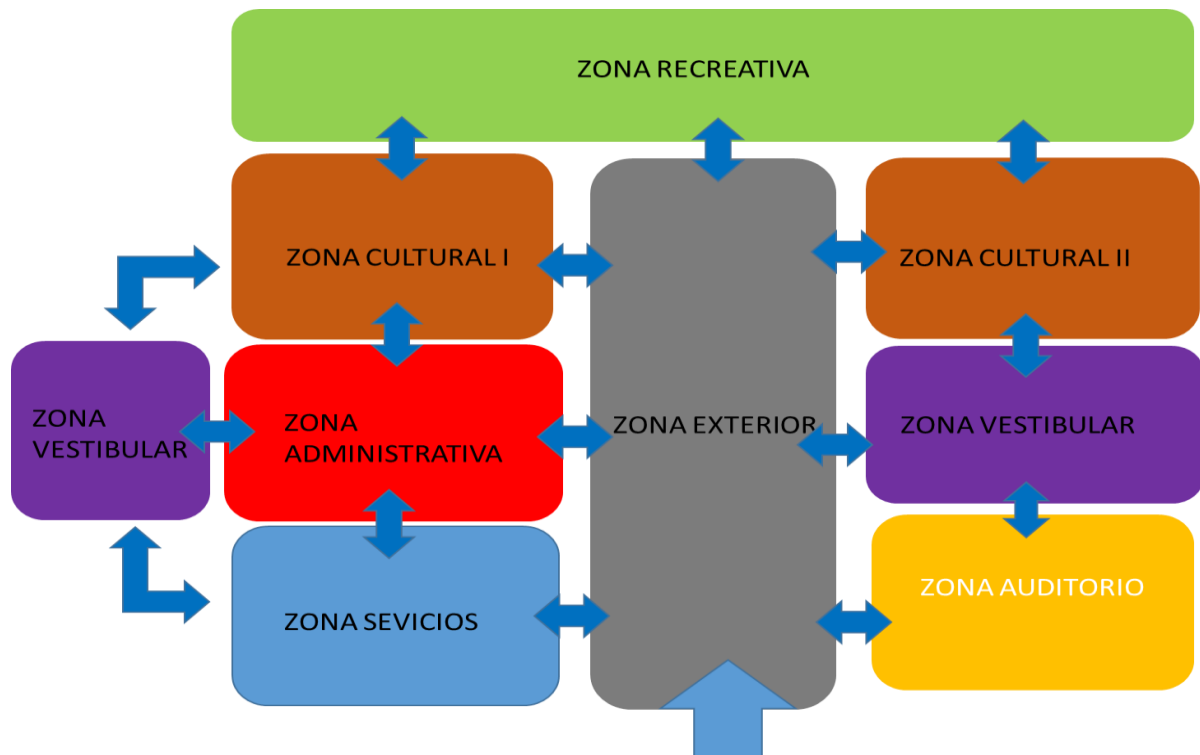 ZONA RECREATIVA
ZONA CULTURAL I
ZONA CULTURAL II
ZONA
VESTIBULAR
ZONA
ADMINISTRATIVA
ZONA EXTERIOR
ZONA VESTIBULAR
ZONA SEVICIOS
ZONA AUDITORIO